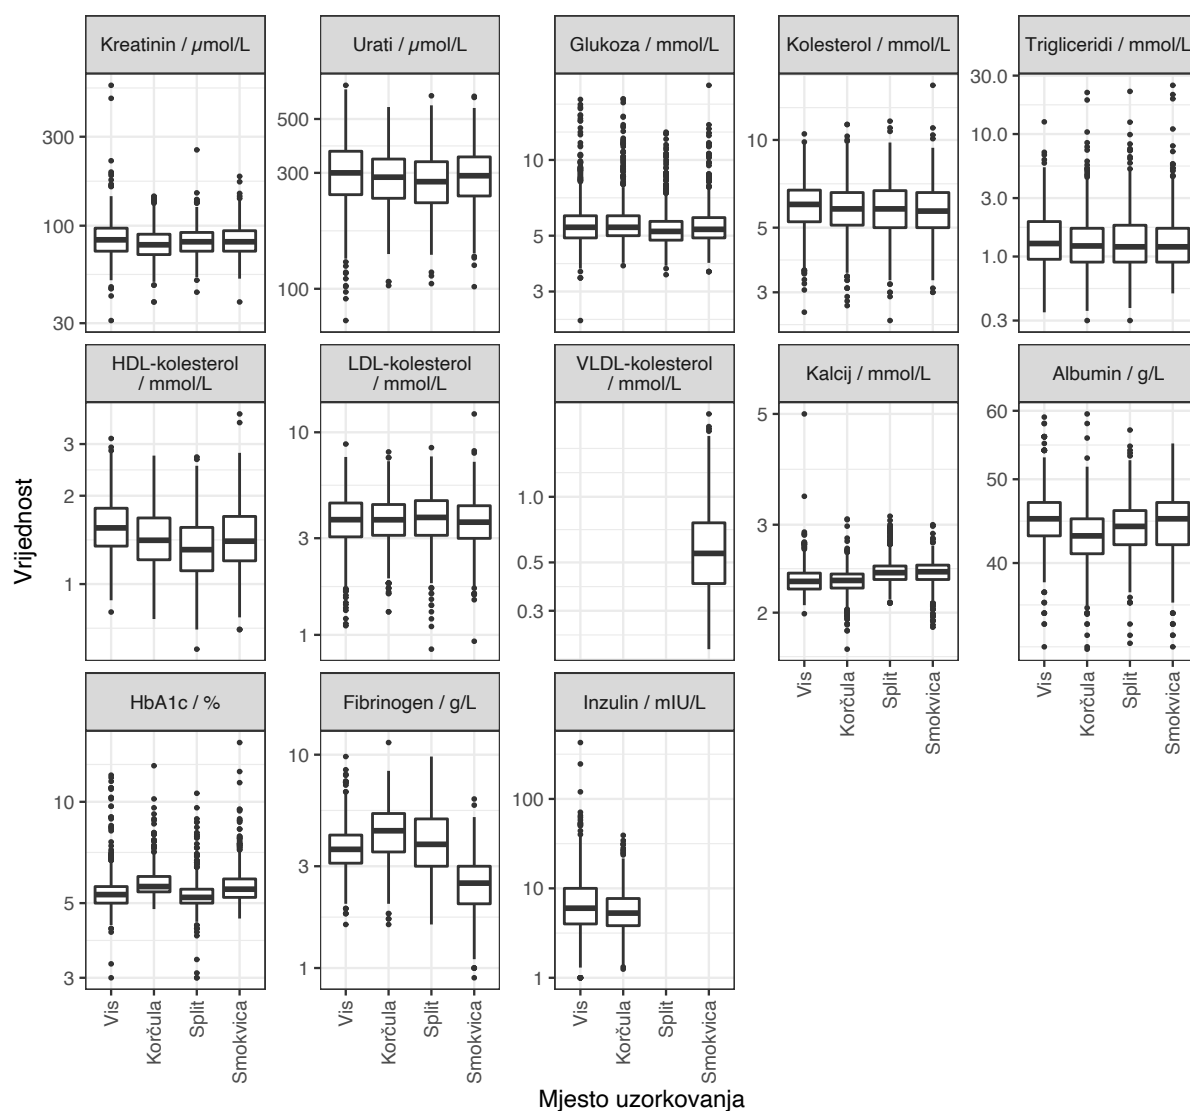 Kreatinin / µmol/L
Urati / µmol/L
Glukoza / mmol/L
Kolesterol / mmol/L
Trigliceridi / mmol/L
300
100
30
500
300
100
10
5
3
10
5
3
30.0
10.0
3.0
1.0
0.3
HDL-kolesterol
/ mmol/L
LDL-kolesterol
/ mmol/L
VLDL-kolesterol
/ mmol/L
Kalcij / mmol/L
Albumin / g/L
3
2
1
10
3
1
1.0
0.5
0.3
5
3
2
60
50
40
Vis
Korčula
Split
Smokvica
Vis
Korčula
Split
Smokvica
HbA1c / %
Fibrinogen / g/L
Inzulin / mIU/L
10
5
3
10
3
1
100
10
1
Vis
Korčula
Split
Smokvica
Vis
Korčula
Split
Smokvica
Vis
Korčula
Split
Smokvica
Vrijednost
Mjesto uzorkovanja